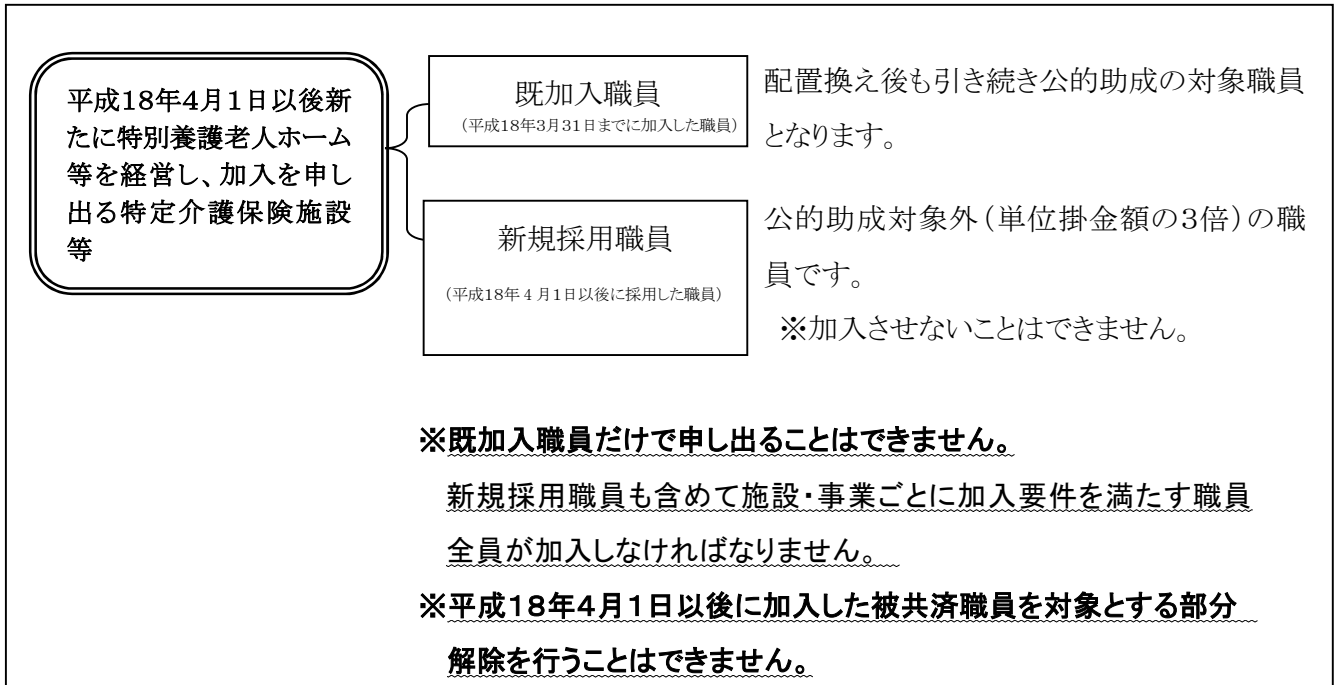 平成18年4月1日以後新
たに特別養護老人ホーム
等を経営し、加入を申し
出る特定介護保険施設
等
既加入職員
(平成18年3月31日までに加入した職員)
配置換え後も引き続き公的助成の対象職員
となります。
新規採用職員
(平成18年4月1日以後に採用した職員)
公的助成対象外(単位掛金額の3倍)の職
員です。
※加入させないことはできません。
※既加入職員だけで申し出ることはできません。
新規採用職員も含めて施設・事業ごとに加入要件を満たす職員
全員が加入しなければなりません。
※平成18年4月1日以後に加入した被共済職員を対象とする部分
解除を行うことはできません。